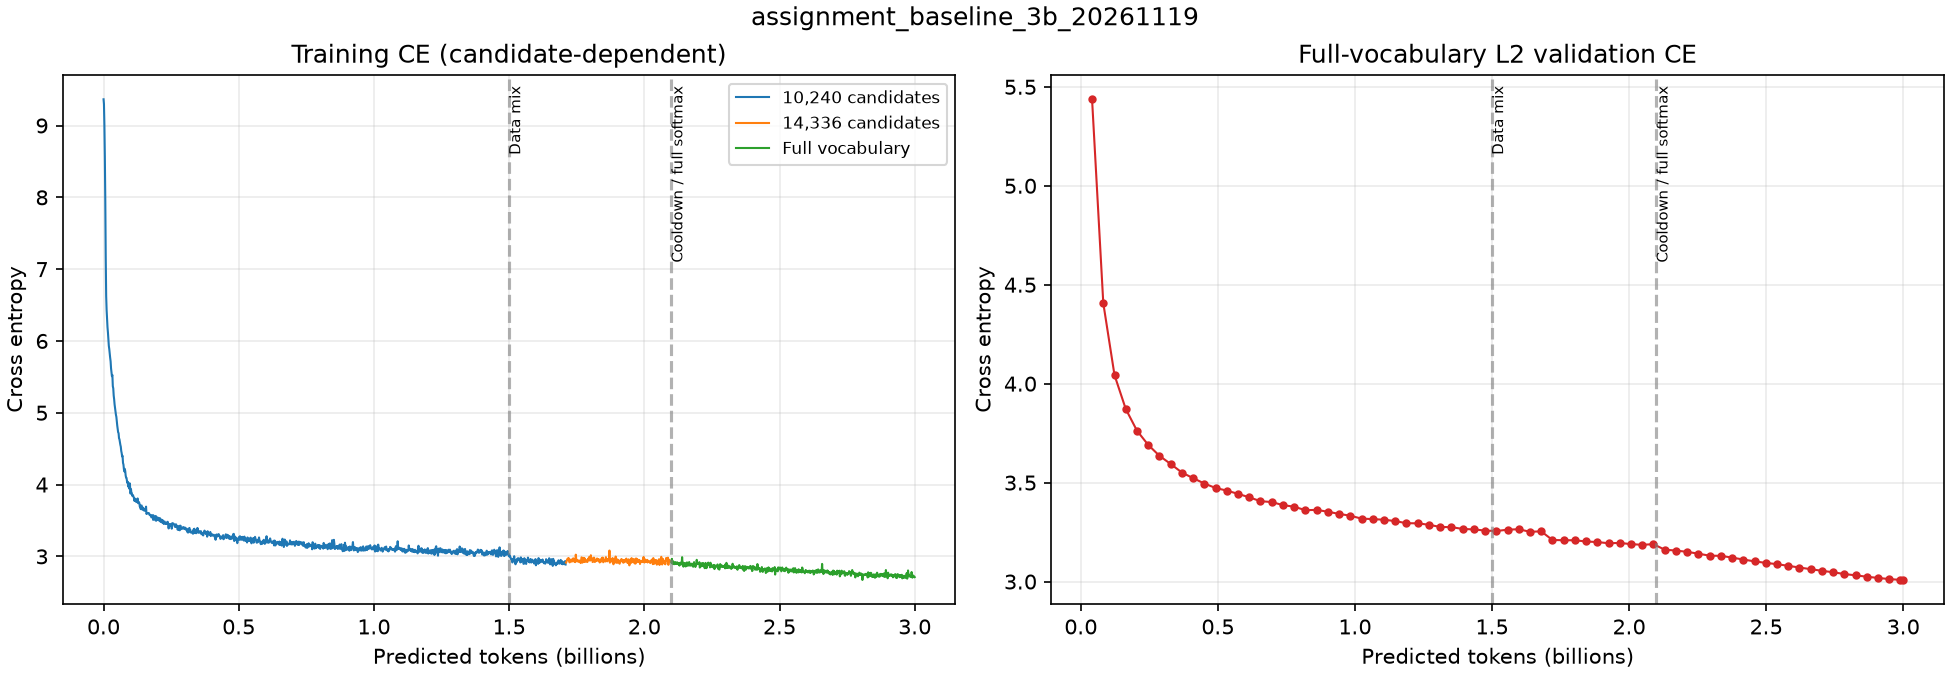 assignment_baseline_3b_20261119
Training CE (candidate-dependent)
Cross entropy
9
8
7
6
5
4
3
Data mix
Cooldown / full softmax
10,240 candidates
14,336 candidates
Full vocabulary
0.0 0.5 1.0 1.5 2.0 2.5 3.0
Predicted tokens (billions)
Full-vocabulary L2 validation CE
Cross entropy
5.5
5.0
4.5
4.0
3.5
3.0
Data mix
Cooldown / full softmax
0.0 0.5 1.0 1.5 2.0 2.5 3.0
Predicted tokens (billions)